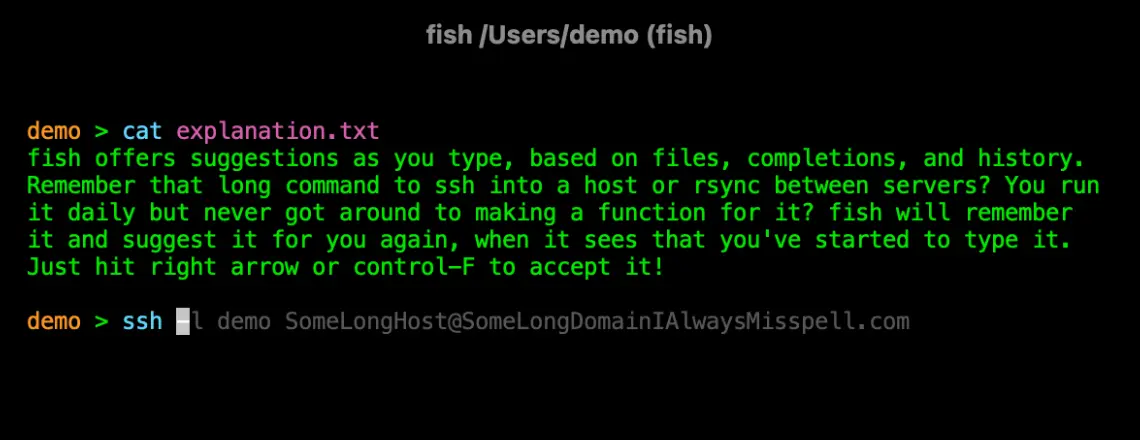 fish /Users/demo (fish)
demo > cat explanation.txt
fish offers suggestions as you type, based on files, completions, and history.
Remember that long command to ssh into a host or rsync between servers? You run
it daily but never got around to making a function for it? fish will remember
it and suggest it for you again, when it sees that you've started to type it.
Just hit right arrow or control-F to accept it!
demo > ssh -l demo SomeLongHost@SomeLongDomainIAlwaysMisspell.com